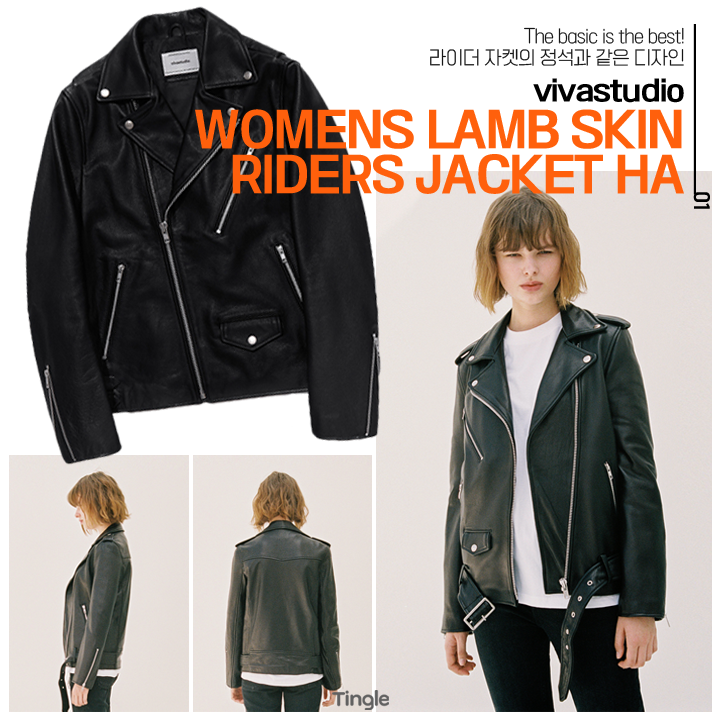 The basic is the best!
라이더 자켓의 정석과 같은 디자인
vivastudio
WOMENS LAMB SKIN
RIDERS JACKET HA
01
vivastudio
Tingle